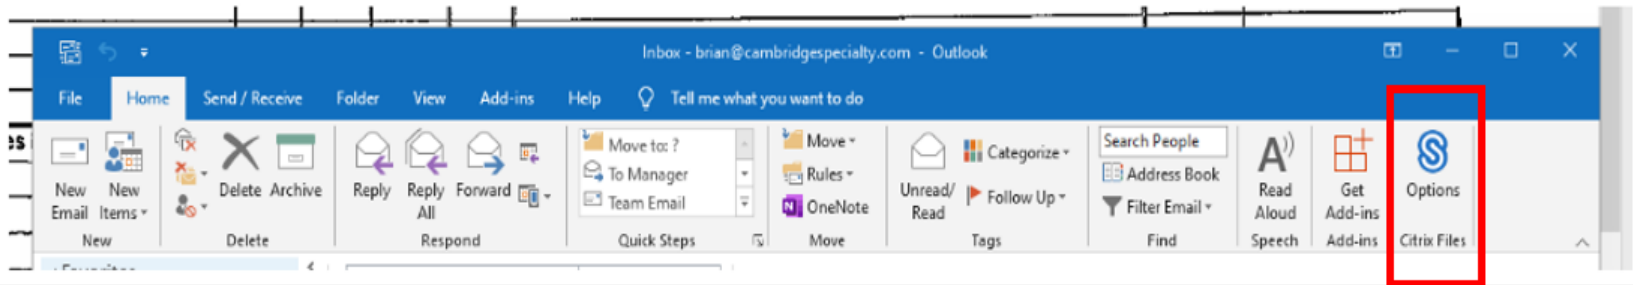 Inbox - brian@cambridgespecialty.com - Outlook
File Home Send / Receive Folder View Add-ins Help Tell me what you want to do
New Email
New Items
Delete
Archive
Reply
Reply All
Forward
Move to: ?
To Manager
Team Email
Move
Rules
OneNote
Unread/ Read
Categorize
Follow Up
Search People
Address Book
Filter Email
Read Aloud
Get Add-ins
Options
New Delete Respond Quick Steps Move Tags Find Speech Add-ins Citrix Files